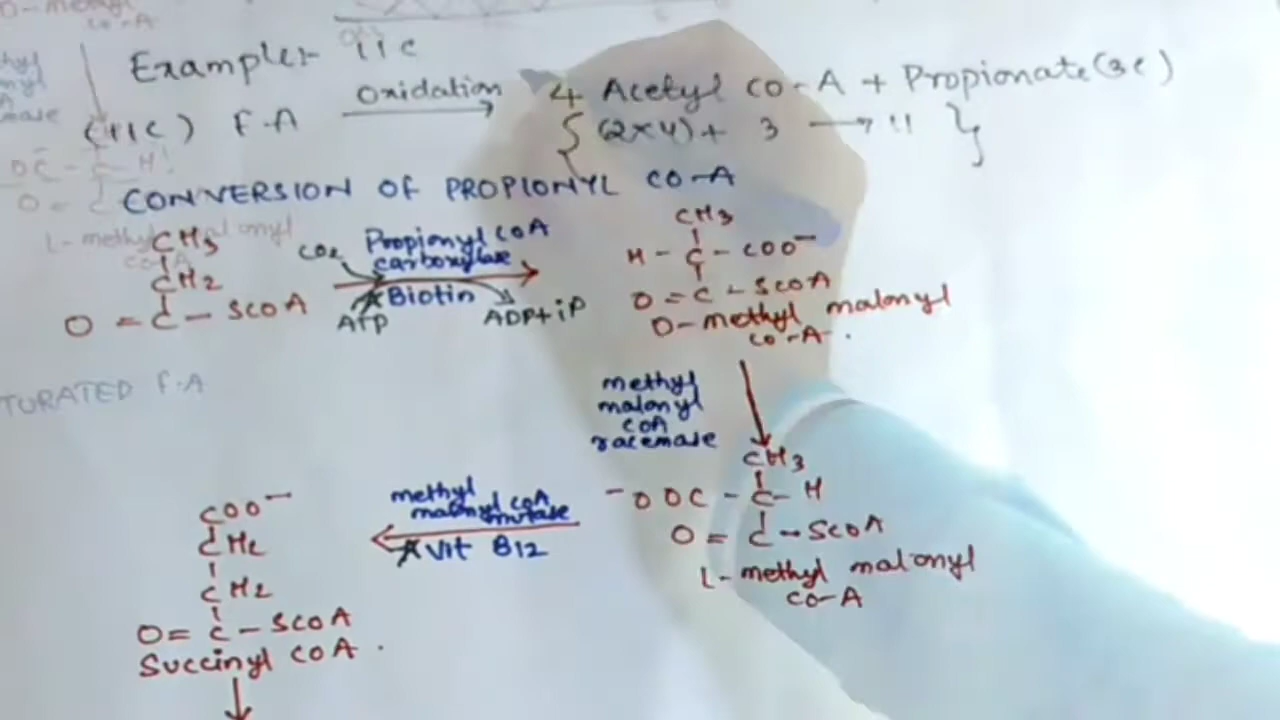 Example:- 11c
(11c) F.A Oxidation 4 Acetyl co-A + Propionate(3c)
{(2x4)+ 3 → 11 }
CONVERSION OF PROPIONYL CO-A
CH3
CH2
O = C - SCOA
CO2
Propionyl COA
carboxylase
Biotin
ATP
ADP+iP
CH3
H - C - COO-
O = C - SCOA
D-methyl malonyl
co-A.
methyl
malonyl
COA
racemase
CH3
-OOC - C - H
O = C - SCOA
L-methyl malonyl
CO-A
methyl
malonyl COA
mutase
Vit B12
COO-
CH2
CH2
O = C - SCOA
Succinyl COA.
TURATED F.A